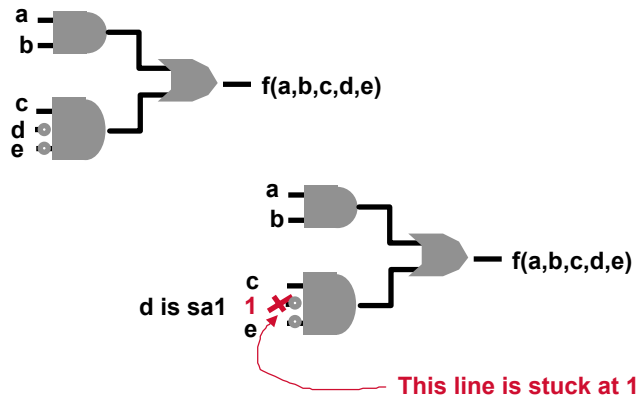 a
b
c
d
e
f(a,b,c,d,e)
a
b
c
d is sa1 1
e
f(a,b,c,d,e)
This line is stuck at 1